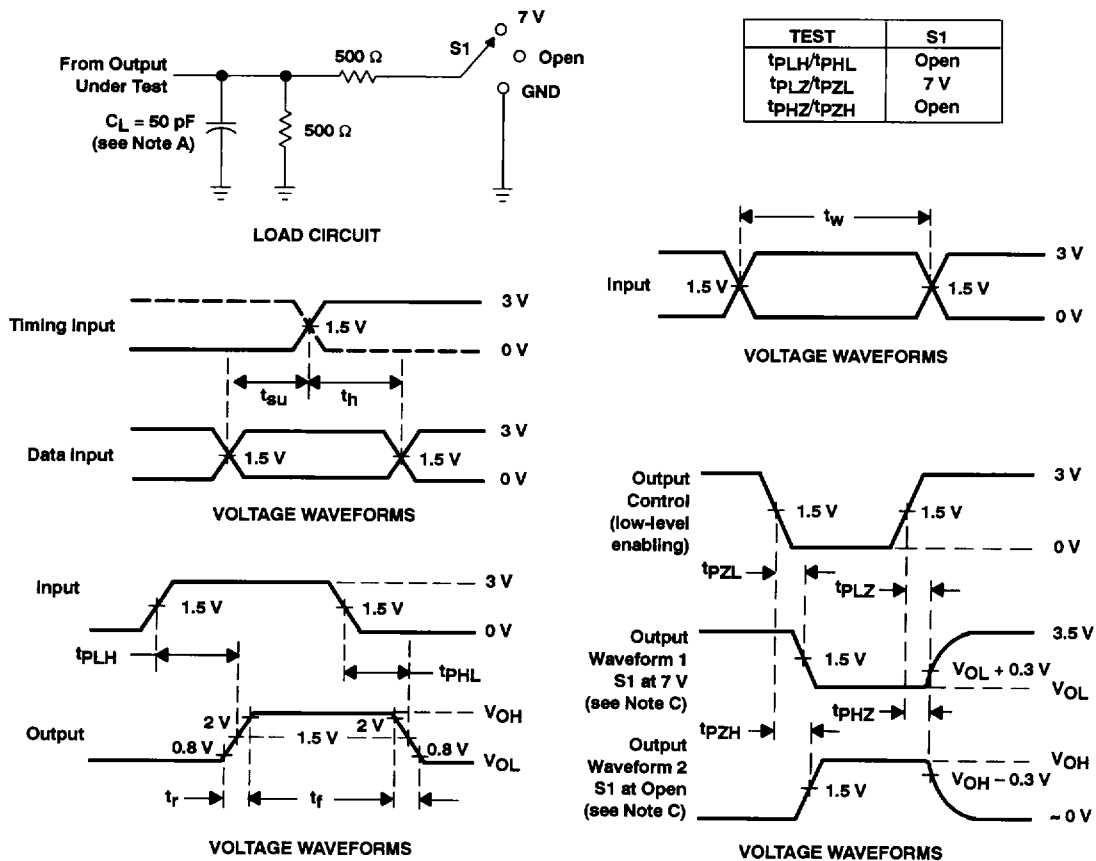 7 V
S1
500 Ω
Open
From Output
Under Test
GND
CL = 50 pF
(see Note A)
500 Ω
LOAD CIRCUIT
TEST S1
tPLH/tPHL Open
tPLZ/tPZL 7 V
tPHZ/tPZH Open
tw
3 V
Input 1.5 V 1.5 V
0 V
VOLTAGE WAVEFORMS
3 V
Timing Input 1.5 V
0 V
tsu th
3 V
Data Input 1.5 V 1.5 V
0 V
VOLTAGE WAVEFORMS
Input 3 V
1.5 V 1.5 V
0 V
tPLH tPHL
VOH
2 V 2 V
Output 1.5 V
0.8 V 0.8 V
VOL
tr tf
VOLTAGE WAVEFORMS
Output
Control
(low-level
enabling)
3 V
1.5 V 1.5 V
0 V
tPZL tPLZ
Output
Waveform 1
S1 at 7 V
(see Note C)
3.5 V
1.5 V VOL + 0.3 V
VOL
tPHZ
tPZH
Output
Waveform 2
S1 at Open
(see Note C)
VOH
VOH – 0.3 V
1.5 V
~ 0 V
VOLTAGE WAVEFORMS